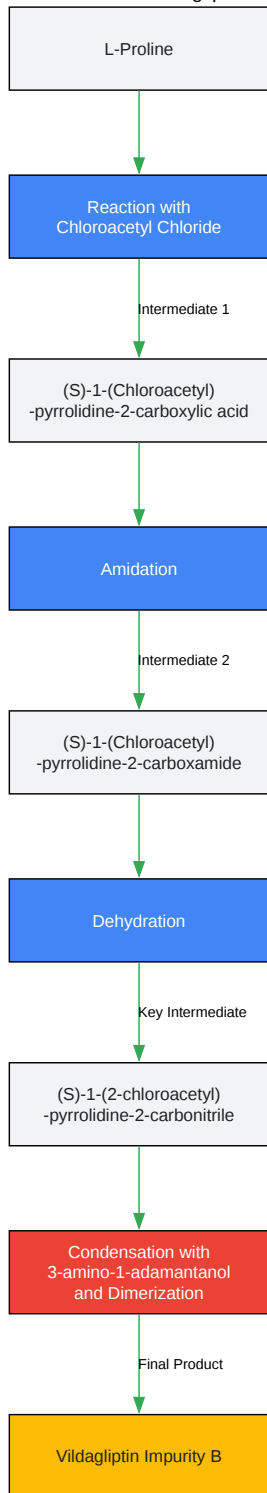 L-Proline
Reaction with
Chloroacetyl Chloride
Intermediate 1
(S)-1-(Chloroacetyl)
-pyrrolidine-2-carboxylic acid
Amidation
Intermediate 2
(S)-1-(Chloroacetyl)
-pyrrolidine-2-carboxamide
Dehydration
Key Intermediate
(S)-1-(2-chloroacetyl)
-pyrrolidine-2-carbonitrile
Condensation with
3-amino-1-adamantanol
and Dimerization
Final Product
Vildagliptin Impurity B